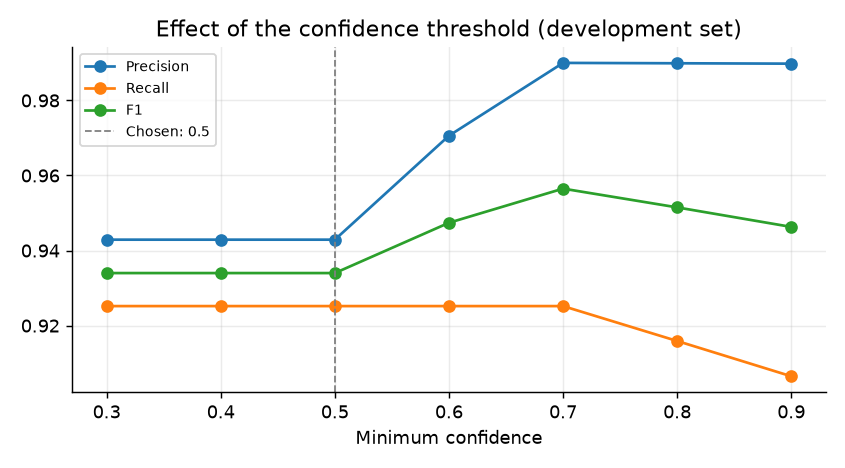 Effect of the confidence threshold (development set)
Precision
Recall
F1
Chosen: 0.5
0.98
0.96
0.94
0.92
0.3 0.4 0.5 0.6 0.7 0.8 0.9
Minimum confidence